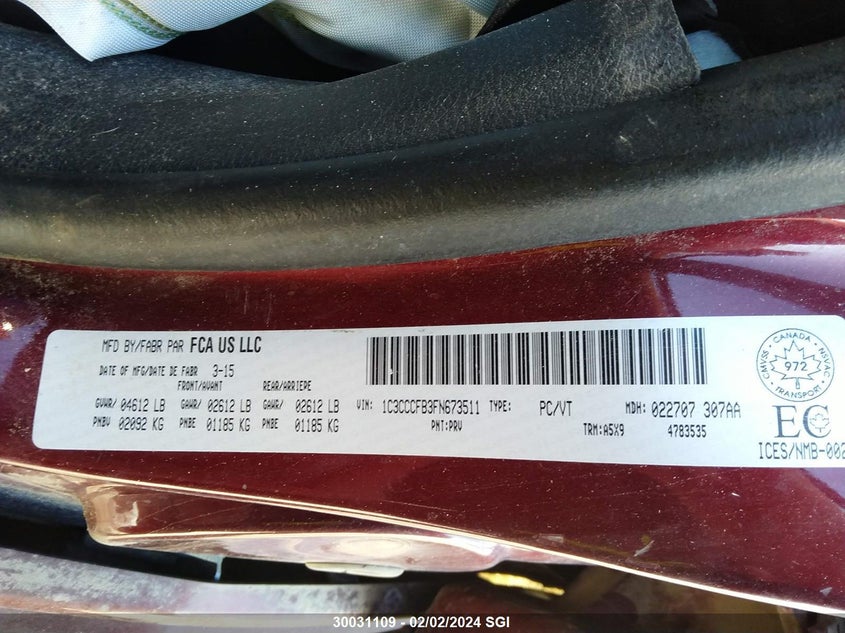 MFD BY/FABR PAR FCA US LLC
DATE OF MFG/DATE DE FABR 3-15
FRONT/AVANT REAR/ARRIERE
GVWR/ 04612 LB GAWR/ 02612 LB GAWR/ 02612 LB
PNBV 02092 KG PNBE 01185 KG PNBE 01185 KG
VIN: 1C3CCCFB3FN673511 TYPE: PC/VT MDH: 022707 307AA
PNT:PRV TRM:A5X9 4783535
CANADA
CMVSS NSVAC
972
TRANSPORT
EC
ICES/NMB-002
30031109 — 02/02/2024 SGI